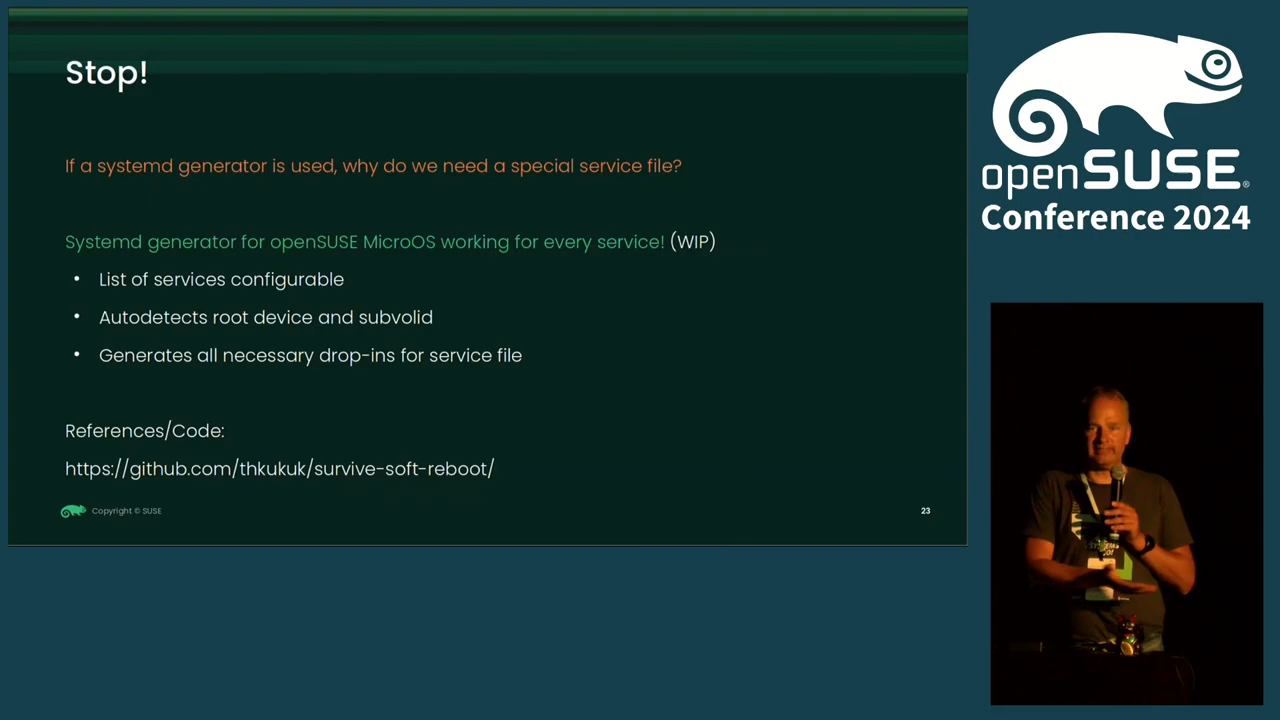 Stop!
If a systemd generator is used, why do we need a special service file?
Systemd generator for openSUSE MicroOS working for every service! (WIP)
• List of services configurable
• Autodetects root device and subvolid
• Generates all necessary drop-ins for service file
References/Code:
https://github.com/thkukuk/survive-soft-reboot/
Copyright © SUSE
23
openSUSE®
Conference 2024